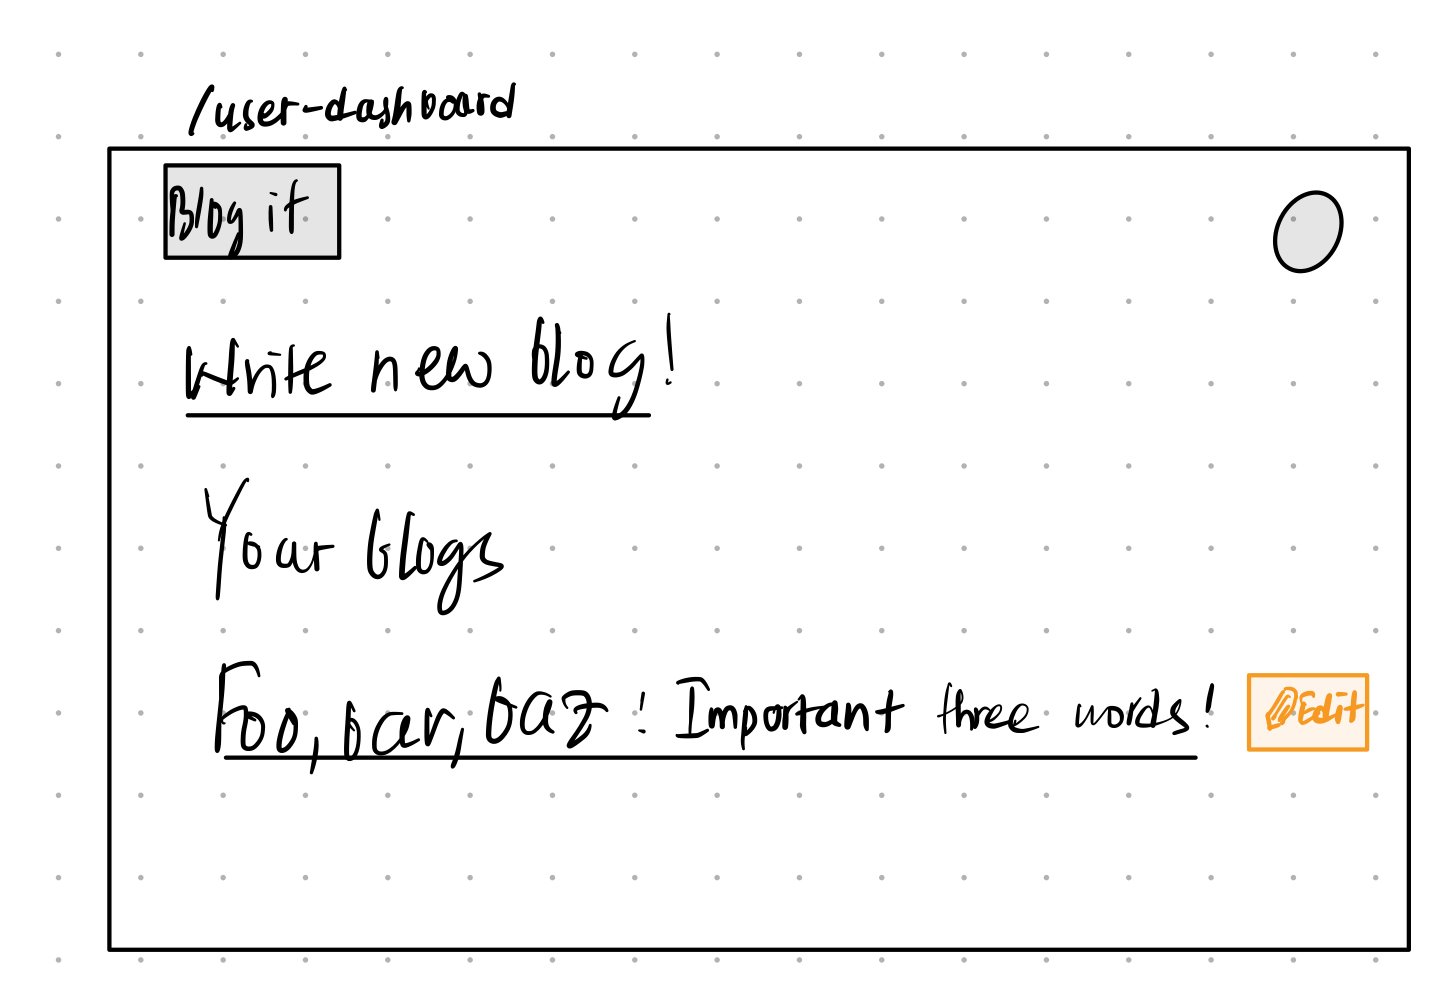 /user-dashboard
Blog it
Write new blog!
Your blogs
Foo, bar, baz! Important three words! Edit